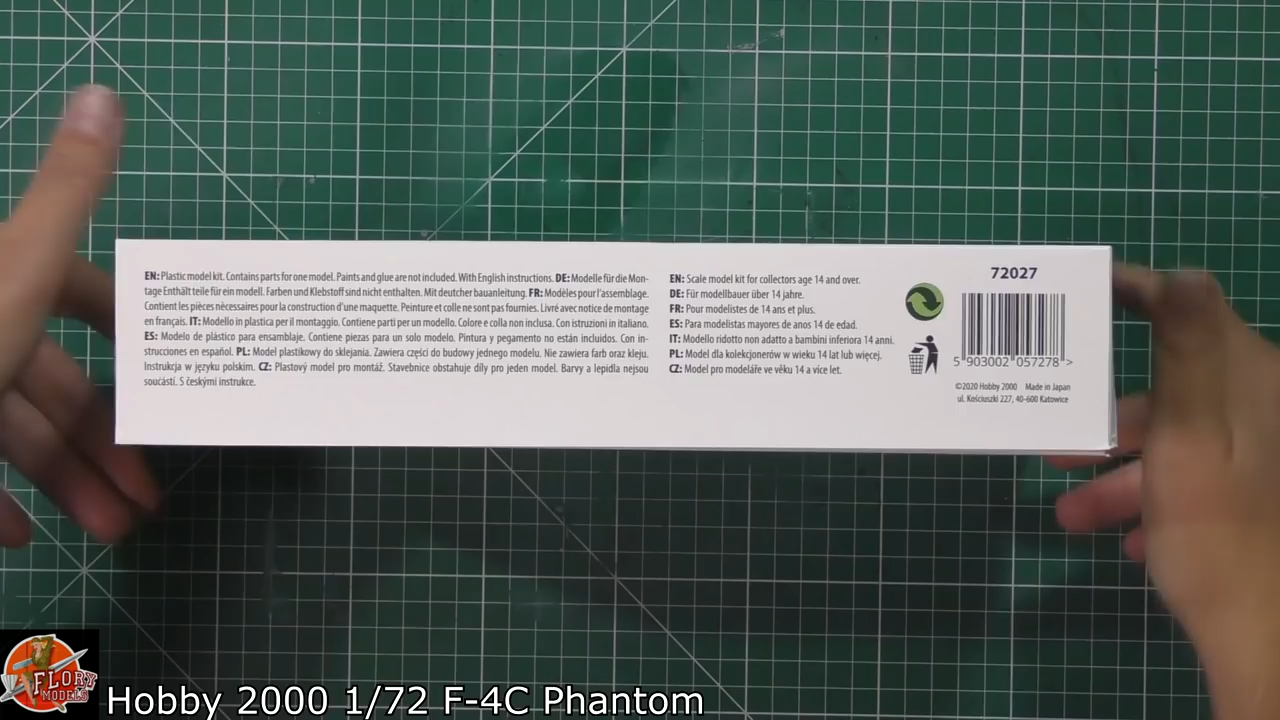 EN: Plastic model kit. Contains parts for one model. Paints and glue are not included. With English instructions. DE: Modelle für die Mon-
tage Enthält teile für ein modell. Farben und Klebstoff sind nicht enthalten. Mit deutcher bauanleitung. FR: Modèles pour l'assemblage.
Contient les pièces nècessaires pour la construction d'une maquette. Peinture et colle ne sont pas fournies. Livré avec notice de montage
en français. IT: Modello in plastica per il montaggio. Contiene parti per un modello. Colore e colla non inclusa. Con istruzioni in italiano.
ES: Modelo de plástico para ensamblaje. Contiene piezas para un solo modelo. Pintura y pegamento no están incluidos. Con in-
strucciones en español. PL: Model plastikowy do sklejania. Zawiera części do budowy jednego modelu. Nie zawiera farb oraz kleju.
Instrukcja w języku polskim. CZ: Plastový model pro montáž. Stavebnice obstahuje díly pro jeden model. Barvy a lepidla nejsou
soucásti. S českými instrukce.
EN: Scale model kit for collectors age 14 and over.
DE: Für modellbauer über 14 jahre.
FR: Pour modelistes de 14 ans et plus.
ES: Para modelistas mayores de anos 14 de edad.
IT: Modello ridotto non adatto a bambini inferiora 14 anni.
PL: Model dla kolekcjonerów w wieku 14 lat lub więcej.
CZ: Model pro modeláře ve věku 14 a více let.
72027
5 903002 057278 >
©2020 Hobby 2000 Made in Japan
ul. Kościuszki 227, 40-600 Katowice
FLORY
MODELS
Hobby 2000 1/72 F-4C Phantom